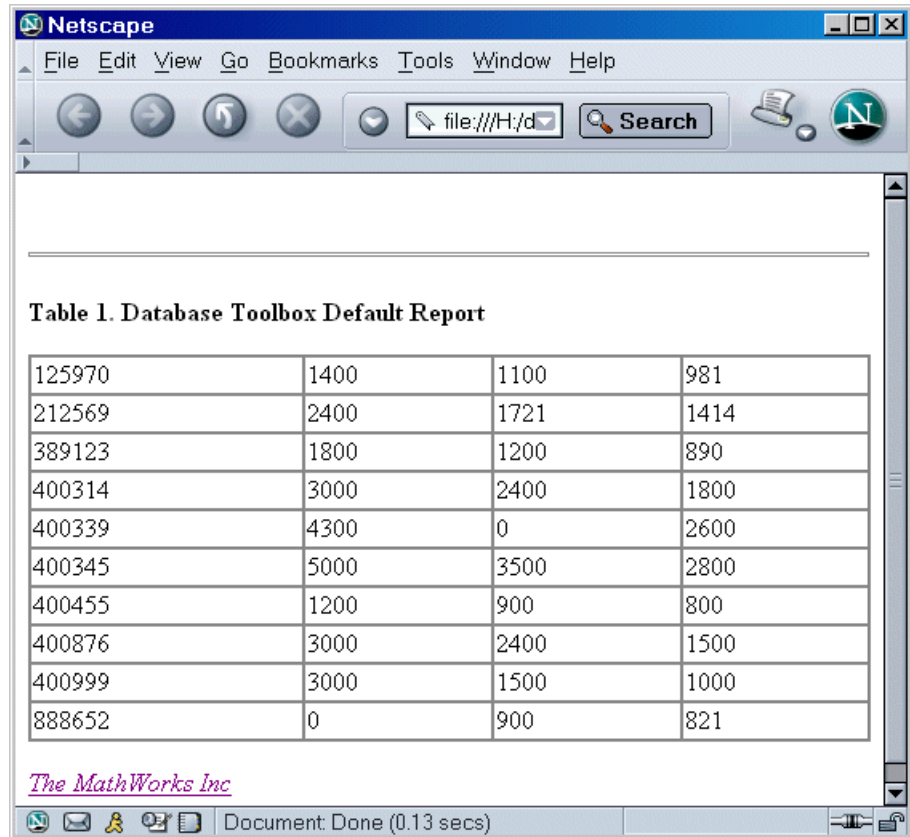 Netscape
File Edit View Go Bookmarks Tools Window Help
file:///H:/d Search N
Table 1. Database Toolbox Default Report
125970 1400 1100 981
212569 2400 1721 1414
389123 1800 1200 890
400314 3000 2400 1800
400339 4300 0 2600
400345 5000 3500 2800
400455 1200 900 800
400876 3000 2400 1500
400999 3000 1500 1000
888652 0 900 821
The MathWorks Inc
Document: Done (0.13 secs)